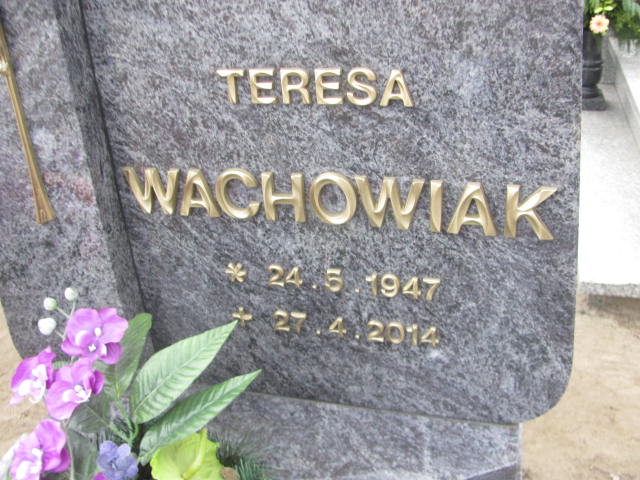 TERESA
WACHOWIAK
* 24.5.1947
+ 27.4.2014